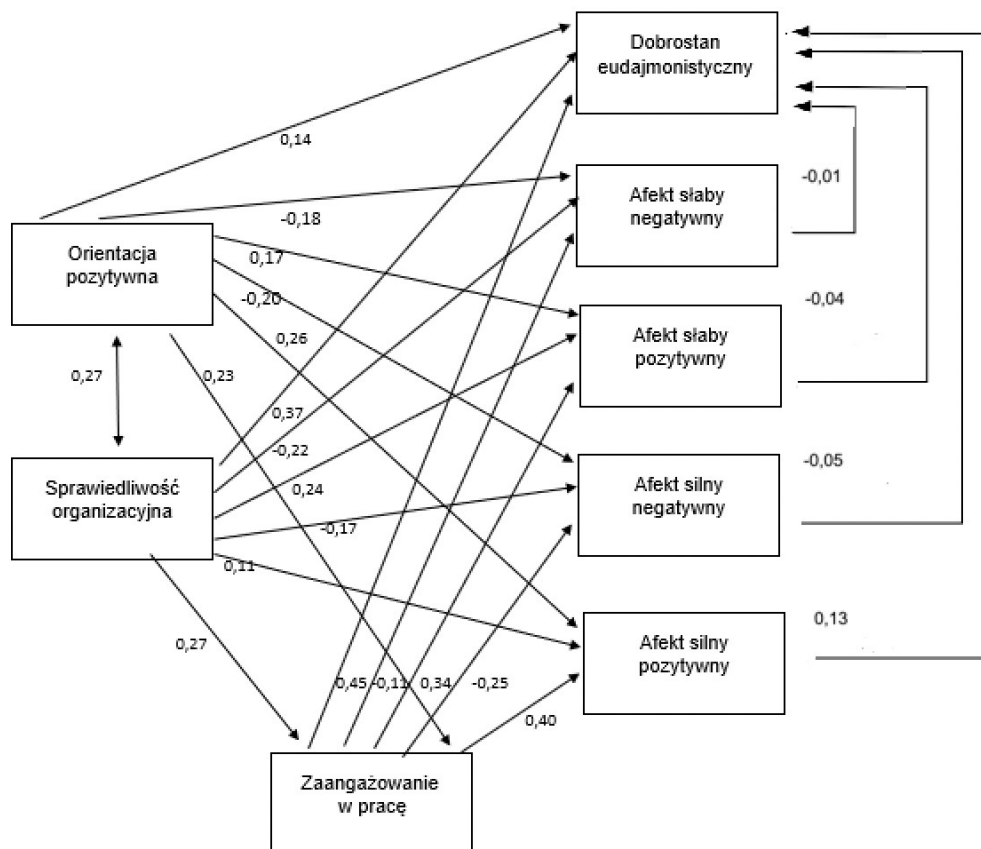 Dobrostan
eudajmonistyczny
0,14
-0,01
Afekt słaby
negatywny
-0,18
Orientacja
pozytywna
0,17
-0,20
-0,04
0,26
Afekt słaby
pozytywny
0,27
0,23
0,37
-0,22
-0,05
Sprawiedliwość
organizacyjna
0,24
Afekt silny
negatywny
-0,17
0,11
0,13
0,27
Afekt silny
pozytywny
0,45
-0,11
0,34
-0,25
0,40
Zaangażowanie
w pracę